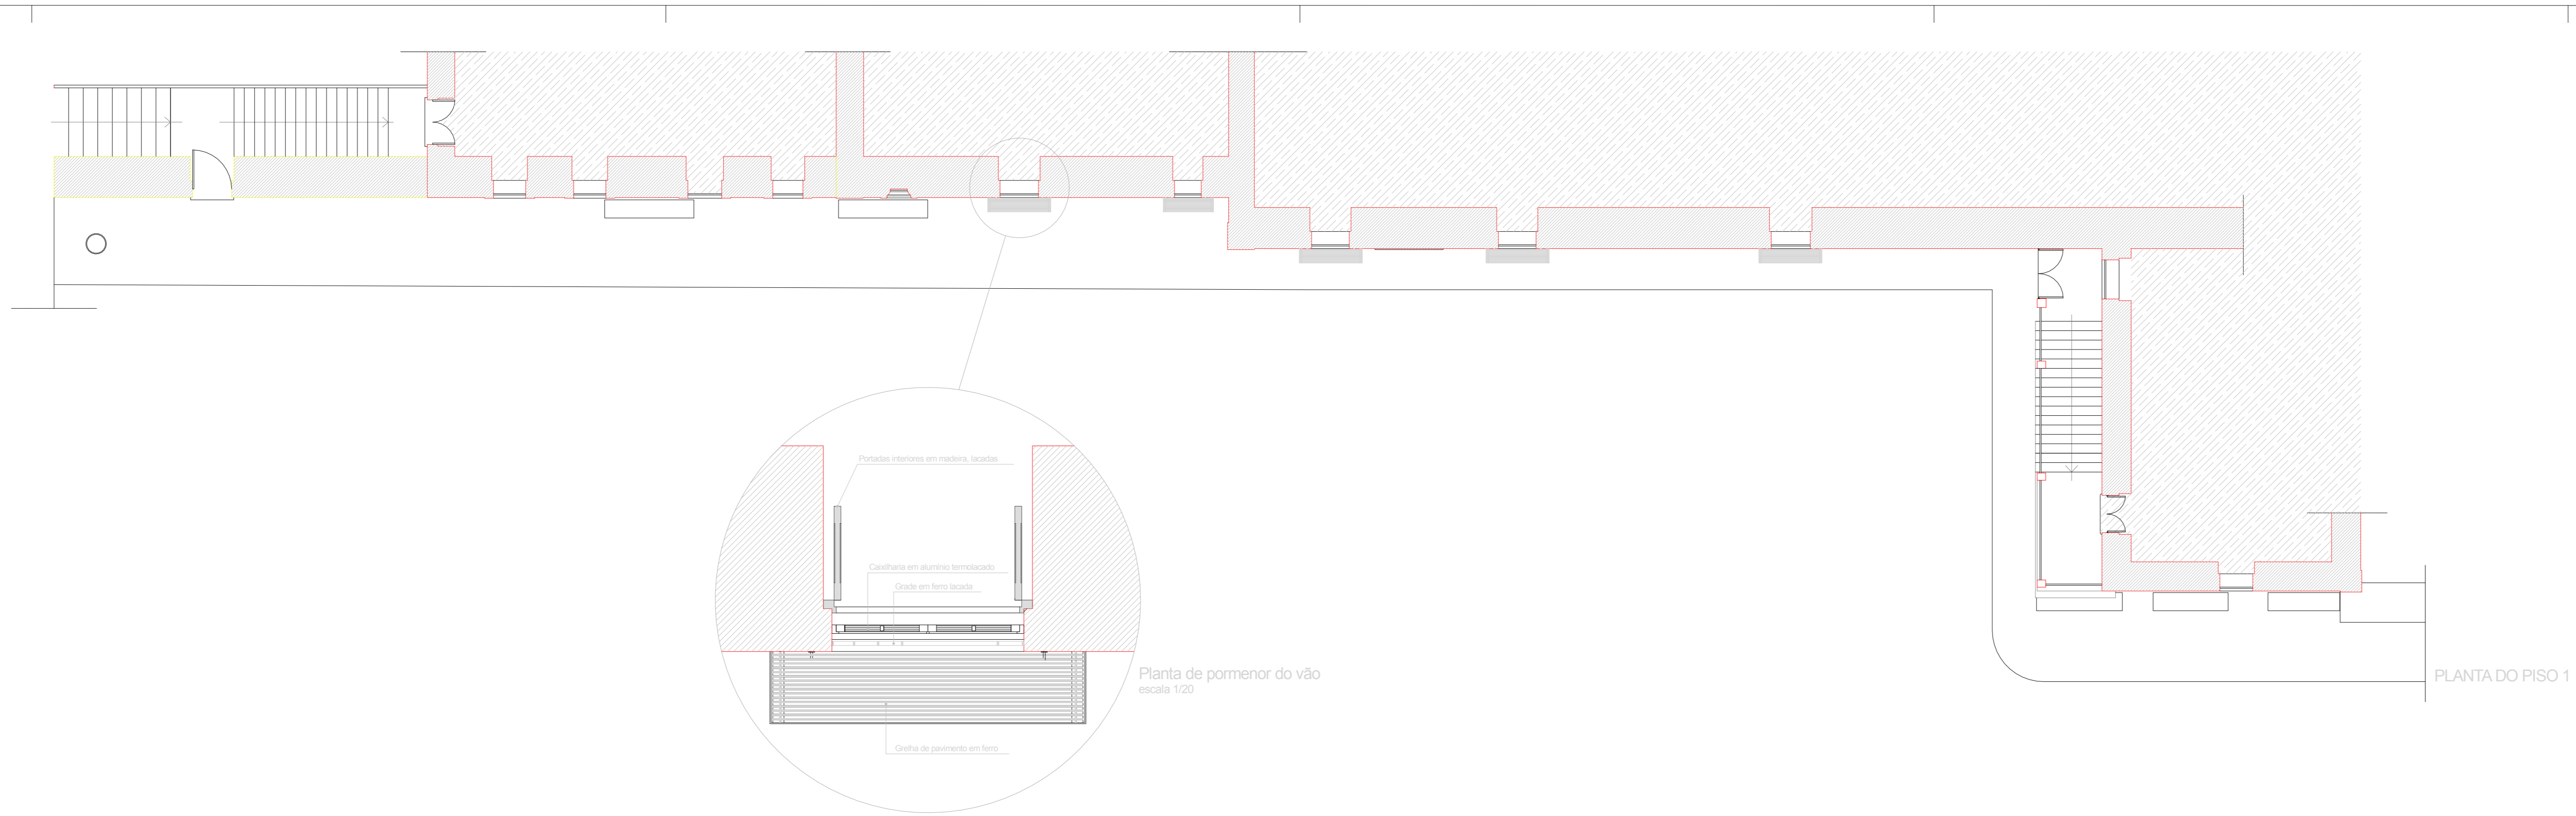 Portadas interiores em madeira, lacadas
Caixilharia em alumínio termolacado
Grade em ferro lacada
Planta de pormenor do vão
escala 1/20
Grelha de pavimento em ferro
PLANTA DO PISO 1